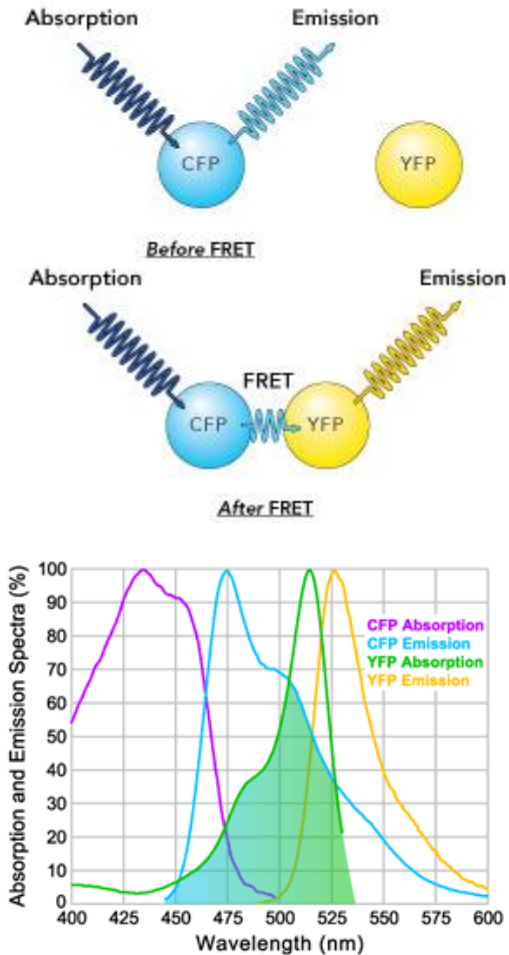 Absorption Emission
CFP YFP
Before FRET
Absorption Emission
FRET
CFP YFP
After FRET
Absorption and Emission Spectra (%)
100
90
80
70
60
50
40
30
20
10
0
CFP Absorption
CFP Emission
YFP Absorption
YFP Emission
400 425 450 475 500 525 550 575 600
Wavelength (nm)